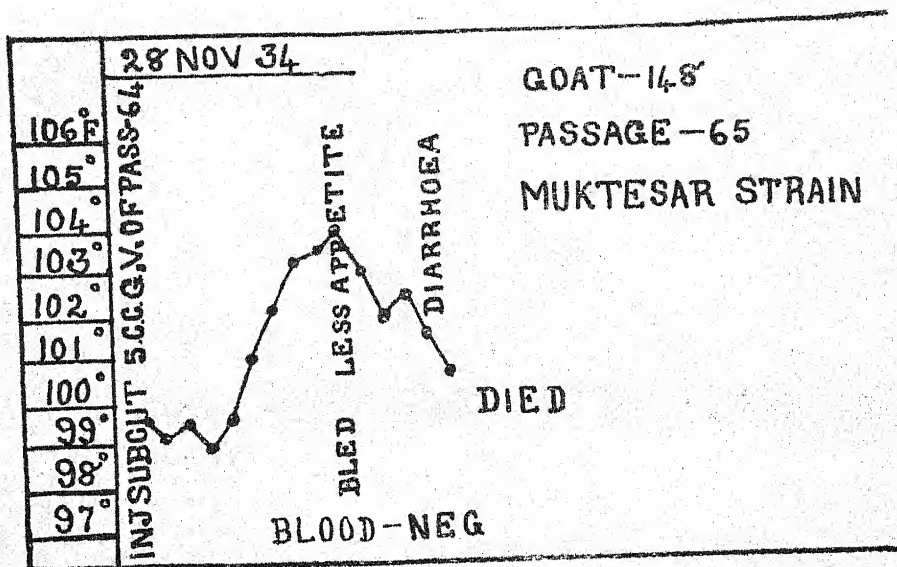 28 NOV 34
GOAT-148
PASSAGE-65
MUKTESAR STRAIN
106°F
105°
104°
103°
102°
101°
100°
99°
98°
97°
INJ SUBCUT 5.C.C.G.V. OF PASS-64
BLED LESS APPETITE
DIARRHOEA
DIED
BLOOD-NEG